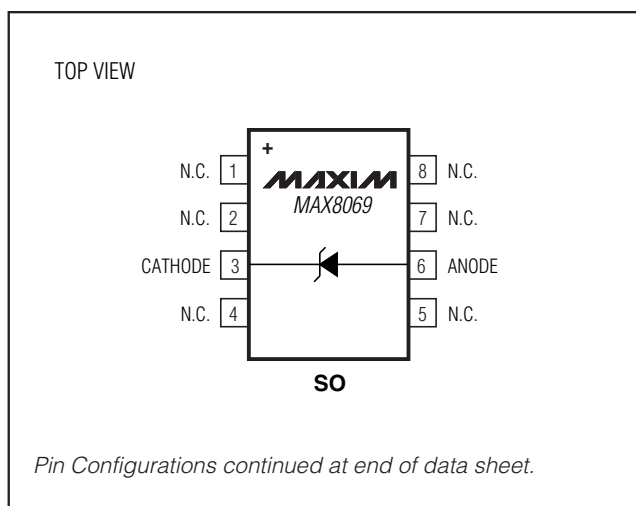 TOP VIEW
+
N.C. 1 MAXIM 8 N.C.
N.C. 2 MAX8069 7 N.C.
CATHODE 3 6 ANODE
N.C. 4 5 N.C.
SO
Pin Configurations continued at end of data sheet.